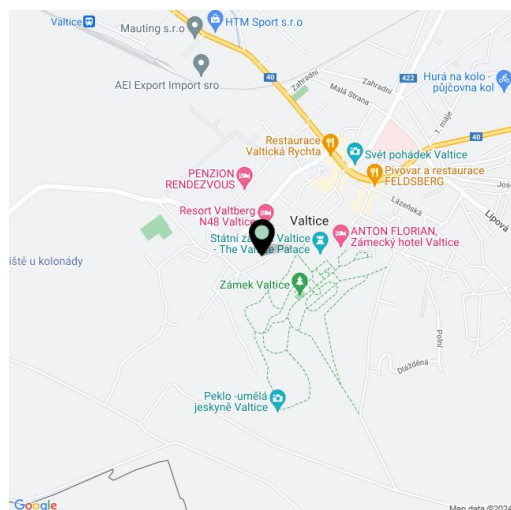 Valtice
Mauting s.r.o
HTM Sport s.r.o
AEI Export Import sro
40
Zahradní
Malá Strana
Zahradní
422
Hurá na kolo -
půjčovna kol
1. máje
40
Restaurace
Valtická Rychta
Svět pohádek Valtice
PENZION
RENDEZVOUS
Pivovar a restaurace
FELDSBERG
Lázeňská
Lipová
Resort Valtberg
N48 Valtice
Valtice
ANTON FLORIAN,
Zámecký hotel Valtice
Státní Valtice
- The Palace
iště u kolonády
Zámek Valtice
Polní
Dlážděná
Peklo -umělá
jeskyně Valtice
Google
Map data ©2024